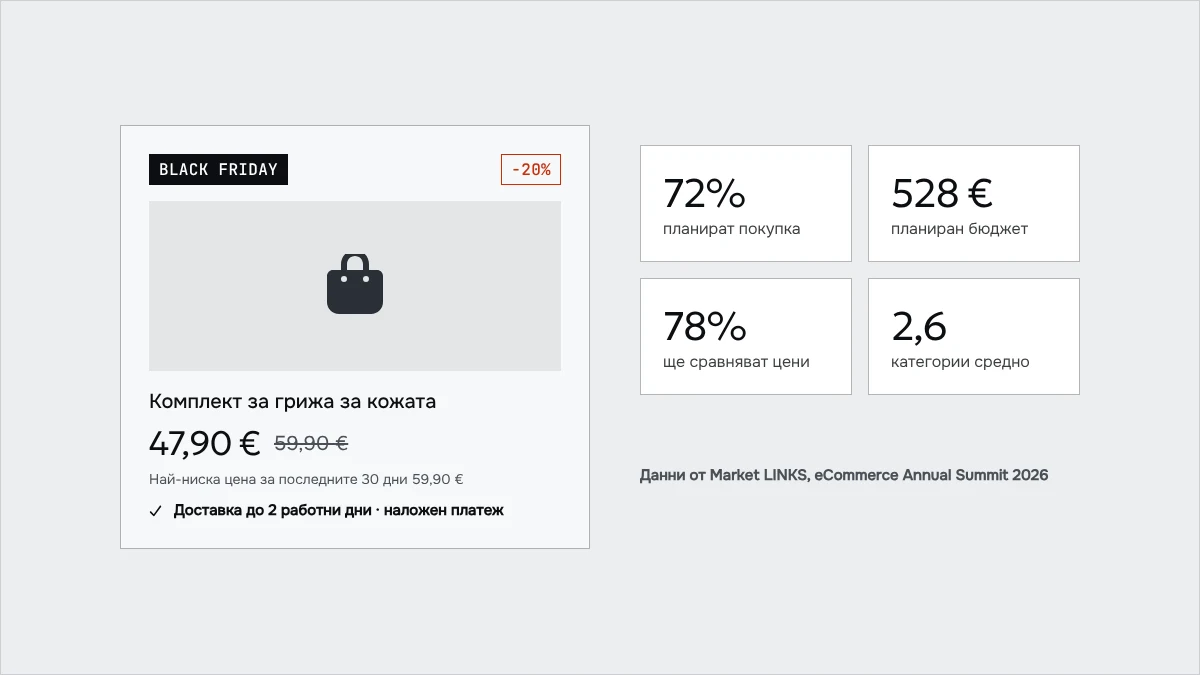 BLACK FRIDAY
-20%
Комплект за грижа за кожата
47,90 € 59,90 €
Най-ниска цена за последните 30 дни 59,90 €
Доставка до 2 работни дни · наложен платеж
72%
планират покупка
528 €
планиран бюджет
78%
ще сравняват цени
2,6
категории средно
Данни от Market LINKS, eCommerce Annual Summit 2026